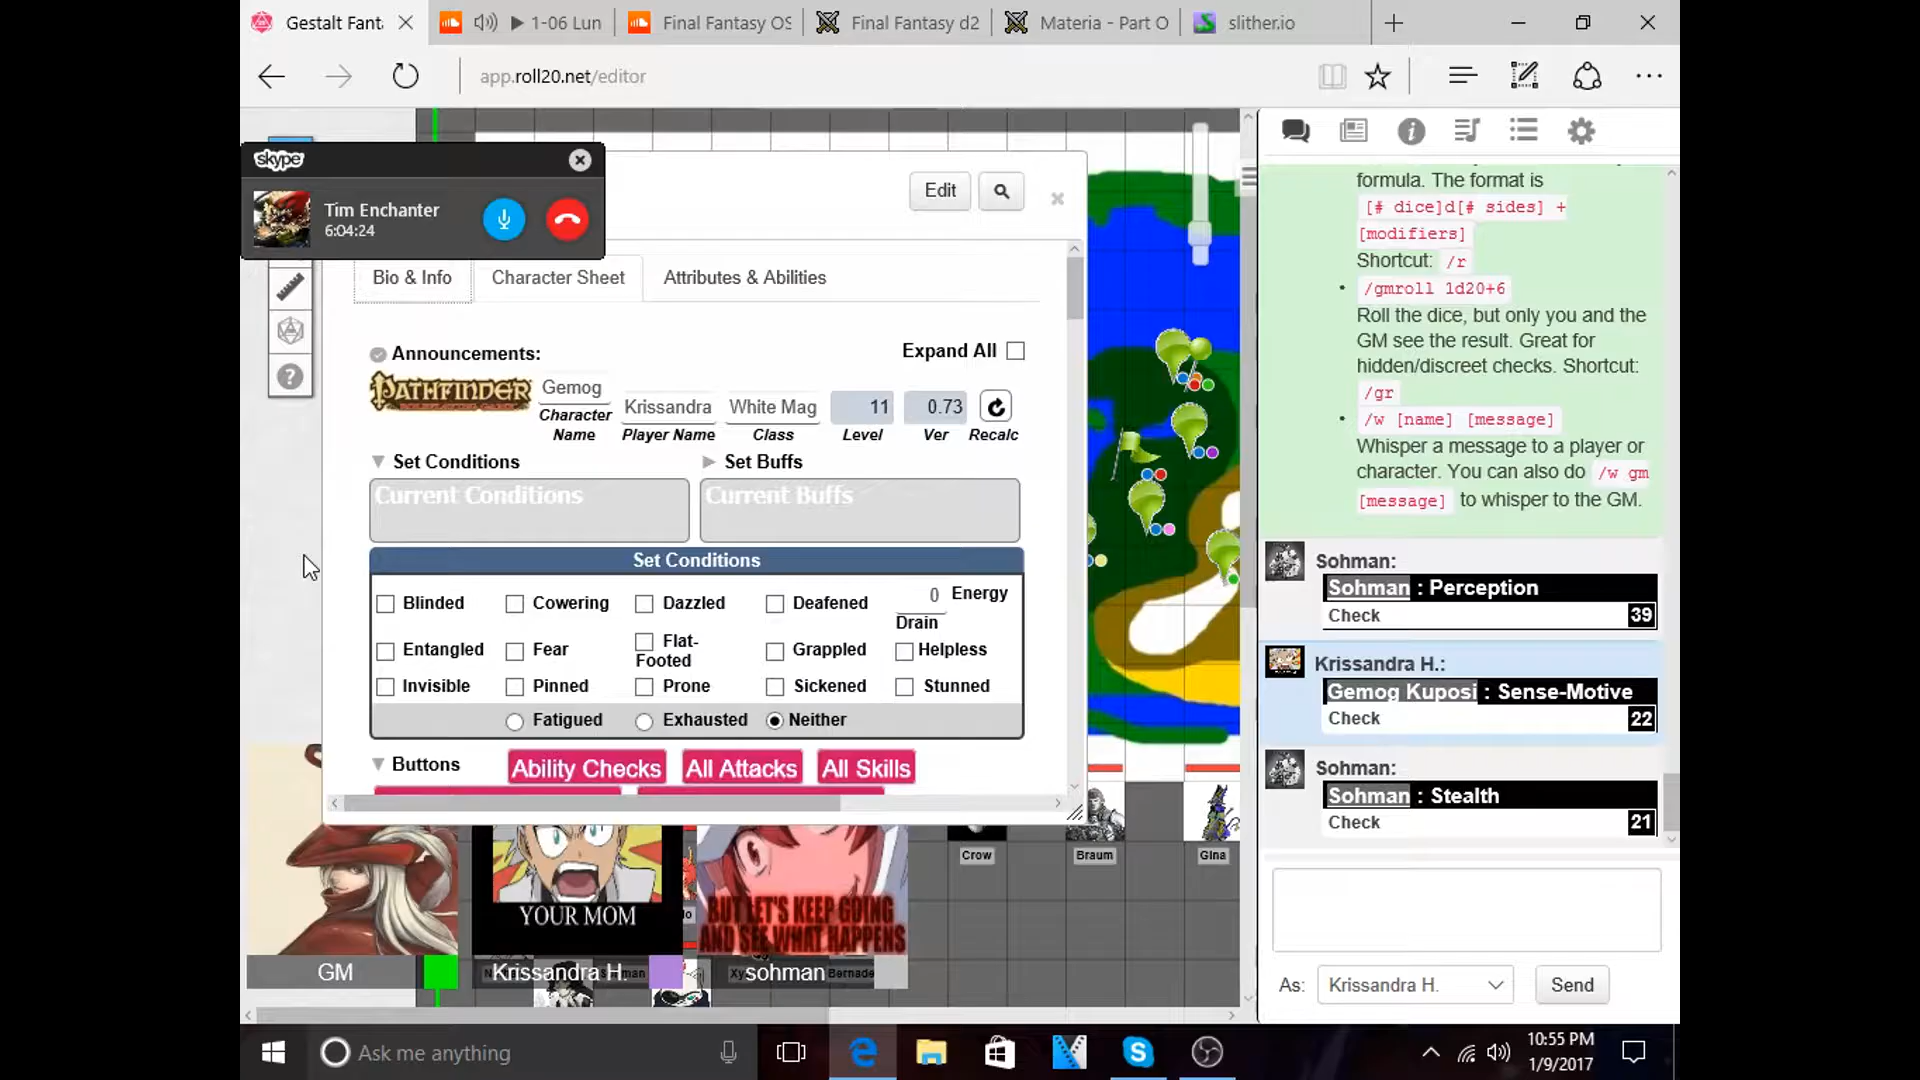 Gestalt Fant
1-06 Lun
Final Fantasy OS
Final Fantasy d2
Materia - Part O
slither.io
app.roll20.net/editor
skype
Tim Enchanter
6:04:24
Edit
Bio & Info
Character Sheet
Attributes & Abilities
Announcements:
Expand All
PATHFINDER
Gemog
Krissandra
White Mag
11
0.73
Character Name
Player Name
Class
Level
Ver
Recalc
Set Conditions
Set Buffs
Current Conditions
Current Buffs
Set Conditions
Blinded
Cowering
Dazzled
Deafened
0 Energy Drain
Entangled
Fear
Flat-Footed
Grappled
Helpless
Invisible
Pinned
Prone
Sickened
Stunned
Fatigued
Exhausted
Neither
Buttons
Ability Checks
All Attacks
All Skills
Crow
Braum
Gina
YOUR MOM
BUT LET'S KEEP GOING
AND SEE WHAT HAPPENS
GM
Krissandra H.
sohman
Bernade
formula. The format is
[# dice]d[# sides] +
[modifiers]
Shortcut: /r
• /gmroll 1d20+6
Roll the dice, but only you and the
GM see the result. Great for
hidden/discreet checks. Shortcut:
/gr
• /w [name] [message]
Whisper a message to a player or
character. You can also do /w gm
[message] to whisper to the GM.
Sohman:
Sohman : Perception
Check 39
Krissandra H.:
Gemog Kuposi : Sense-Motive
Check 22
Sohman:
Sohman : Stealth
Check 21
As: Krissandra H.
Send
Ask me anything
10:55 PM
1/9/2017